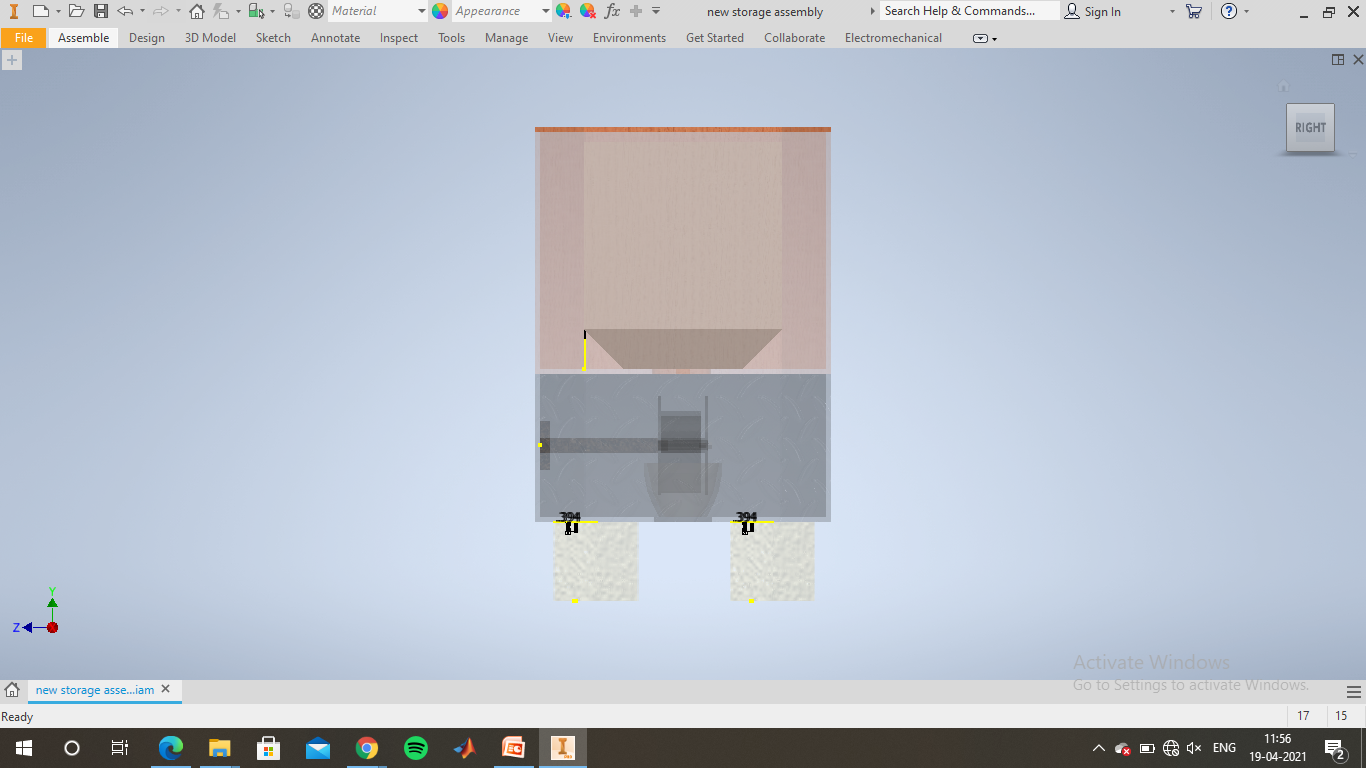 Material
Appearance
fx
new storage assembly
Search Help & Commands...
Sign In
File
Assemble
Design
3D Model
Sketch
Annotate
Inspect
Tools
Manage
View
Environments
Get Started
Collaborate
Electromechanical
RIGHT
.394
.394
Y
Z
Activate Windows
Go to Settings to activate Windows.
new storage asse...iam
Ready
17
15
ENG
11:56
19-04-2021
2